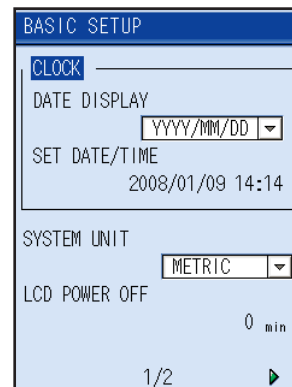 BASIC SETUP
CLOCK
DATE DISPLAY
YYYY/MM/DD
SET DATE/TIME
2008/01/09 14:14
SYSTEM UNIT
METRIC
LCD POWER OFF
0 min
1/2